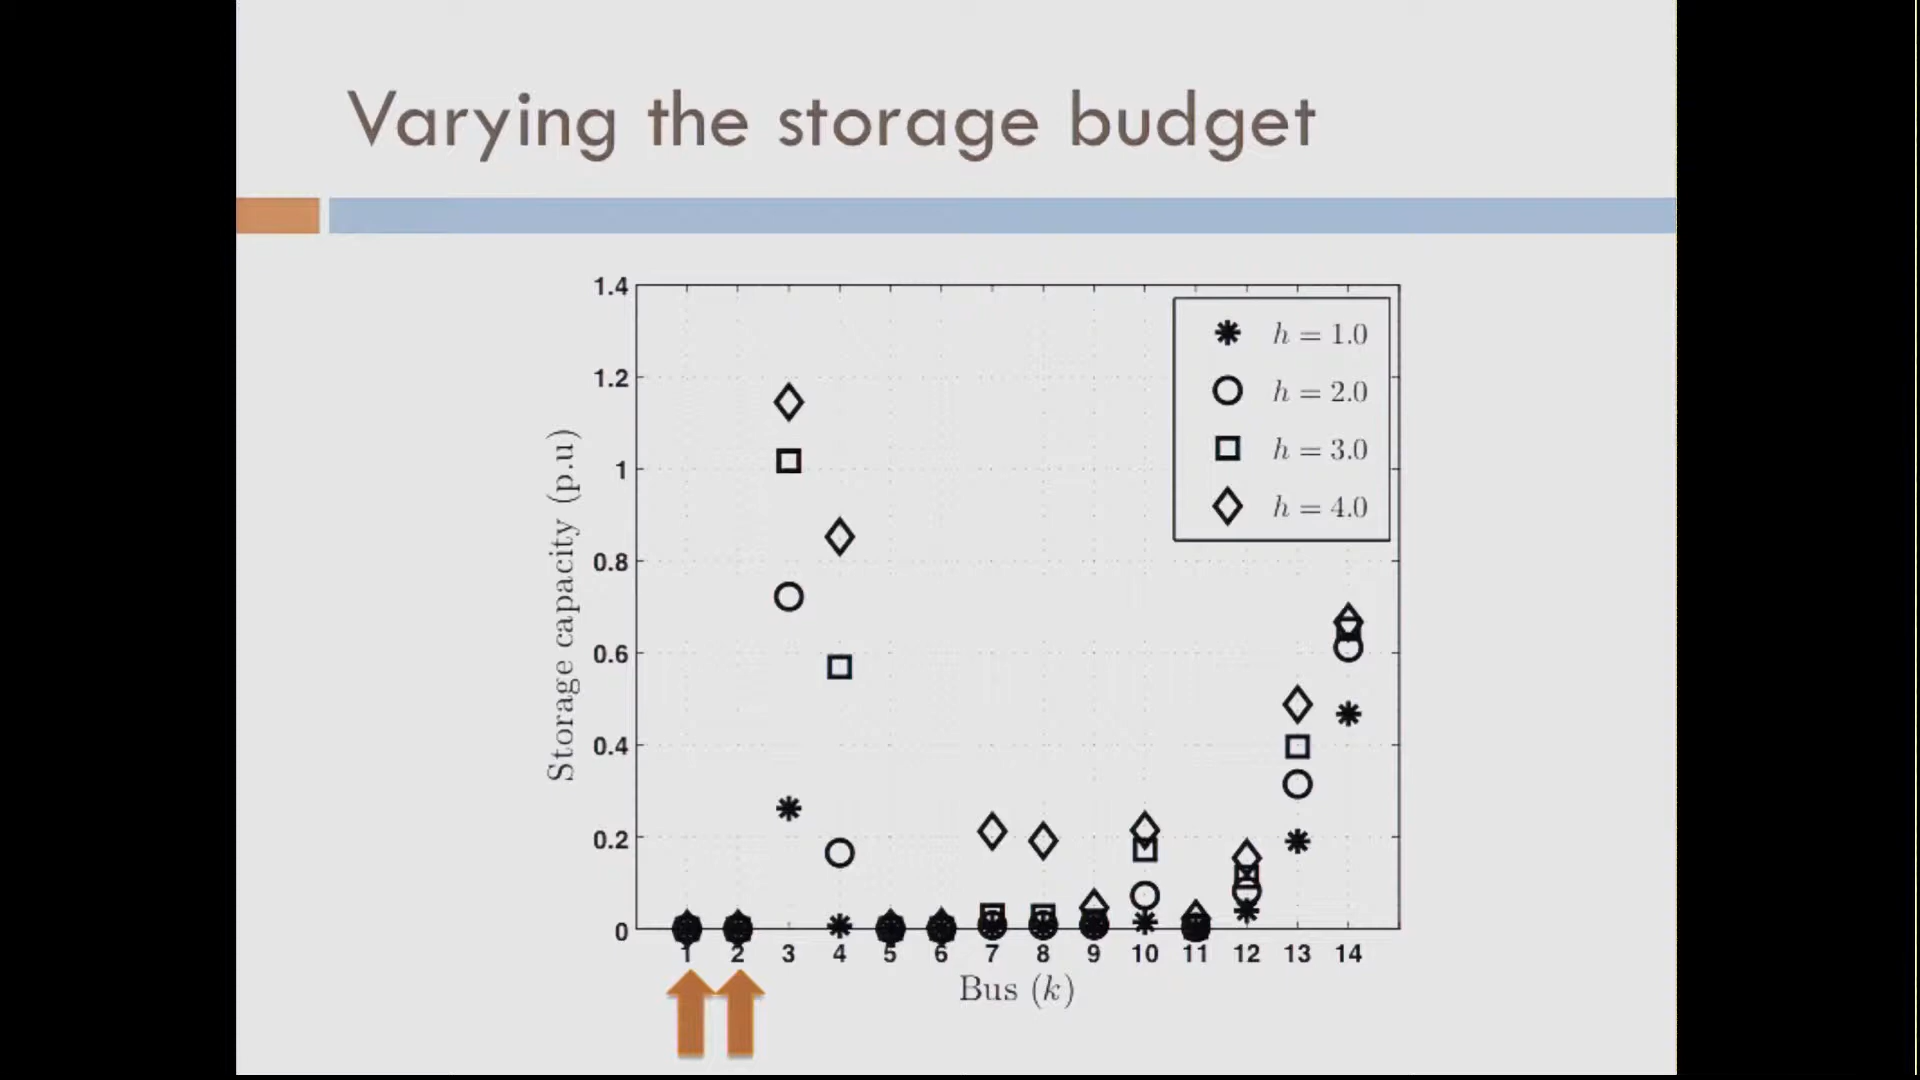 Varying the storage budget
1.4
1.2
1
0.8
0.6
0.4
0.2
0
Storage capacity (p.u)
h = 1.0
h = 2.0
h = 3.0
h = 4.0
1 2 3 4 5 6 7 8 9 10 11 12 13 14
Bus (k)